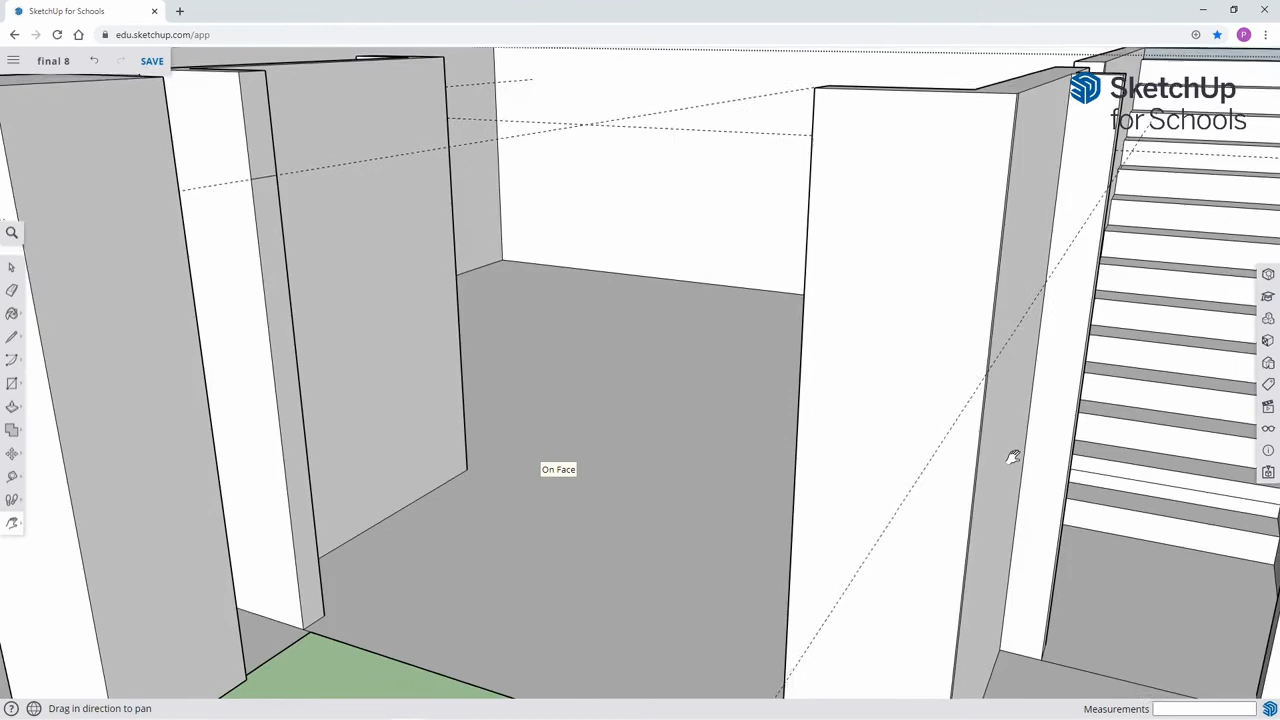 SketchUp for Schools
edu.sketchup.com/app
P
final 8
SAVE
SketchUp
for Schools
On Face
Drag in direction to pan
Measurements